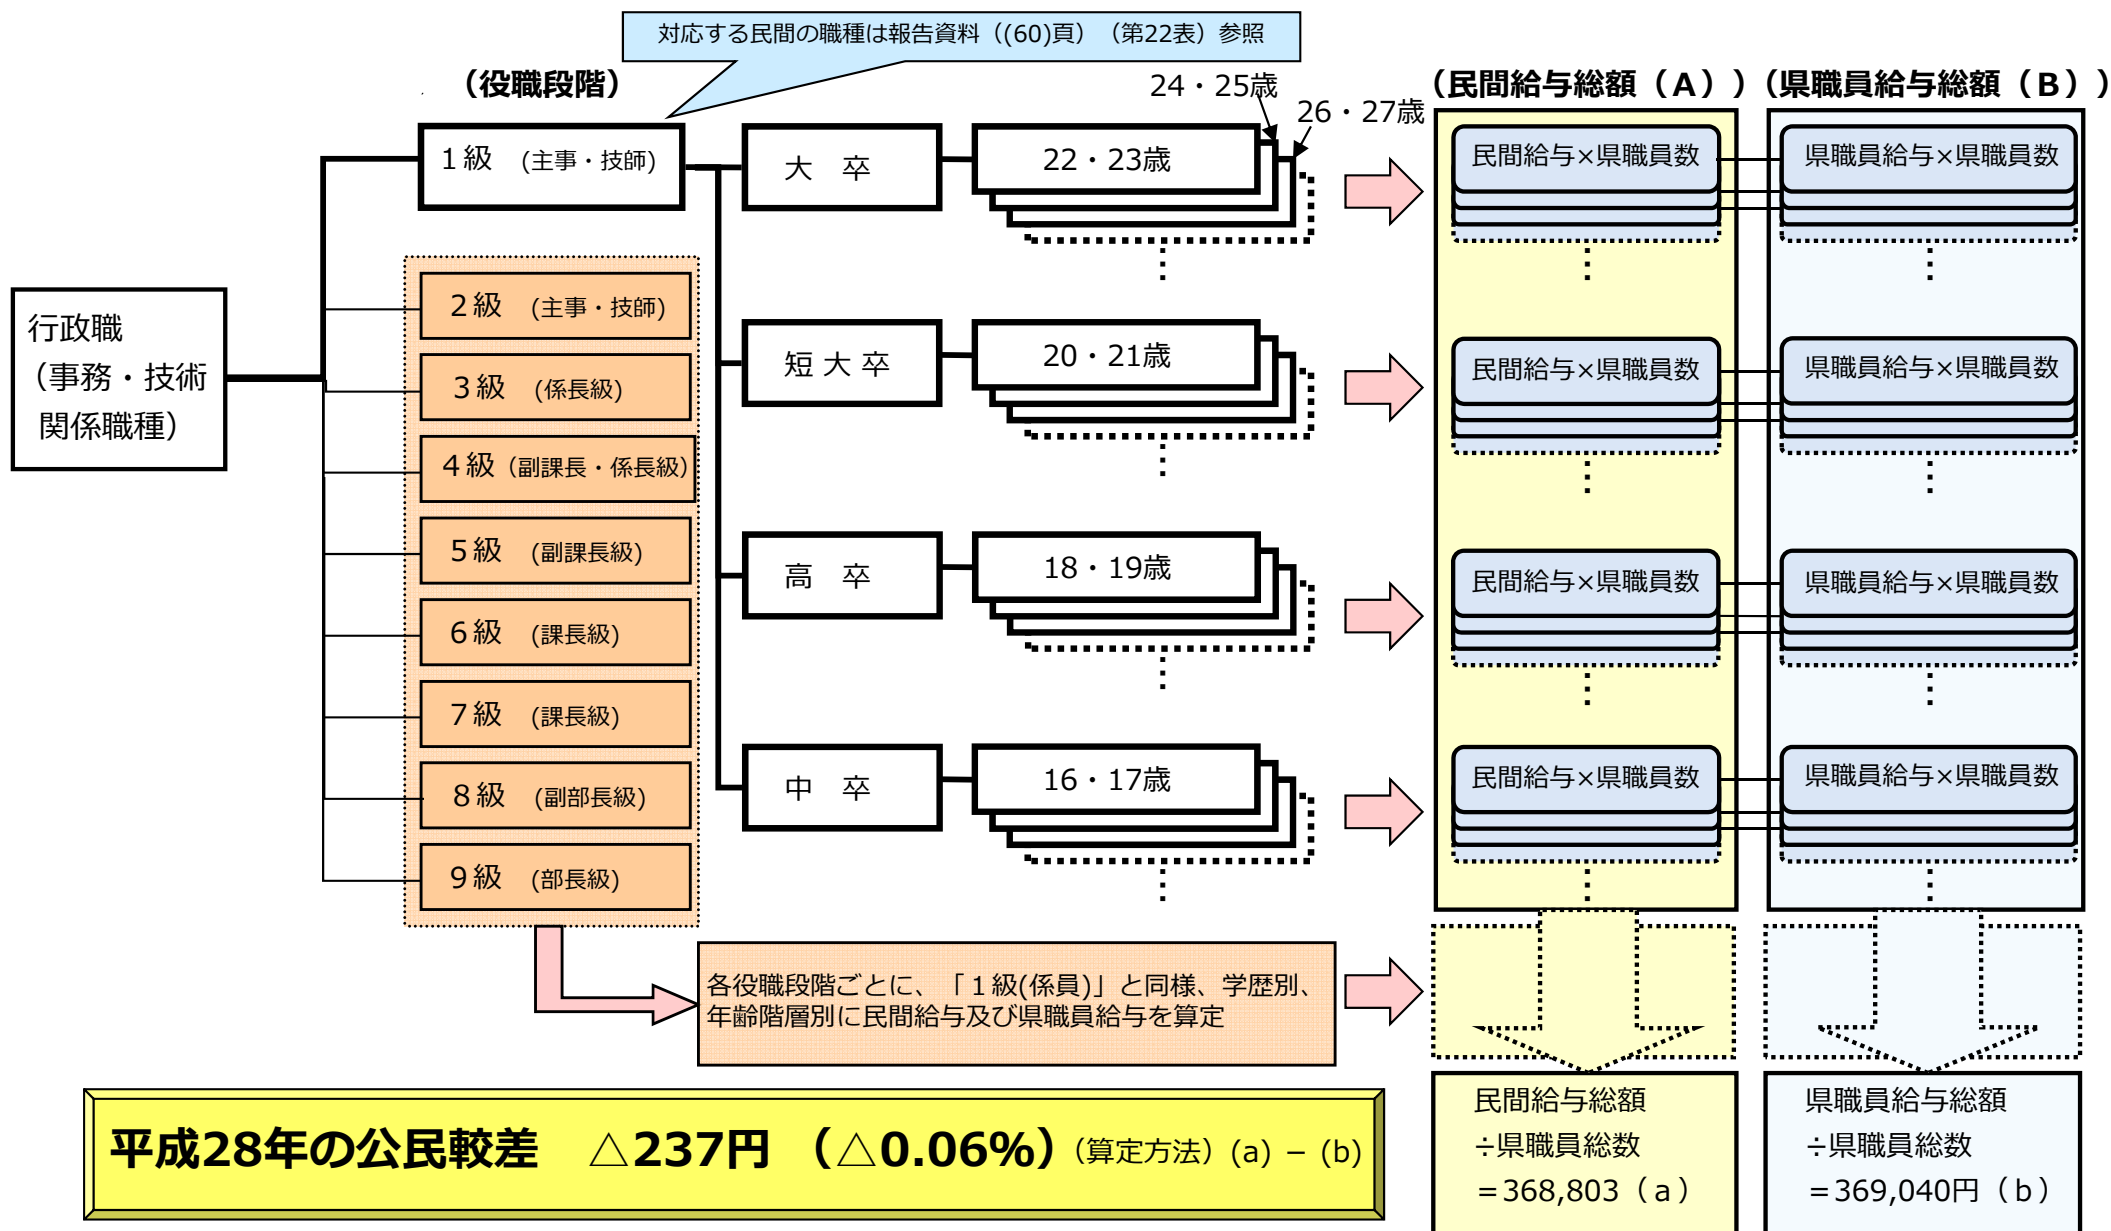 対応する民間の職種は報告資料（(60)頁）（第22表）参照
（役職段階）
24・25歳
26・27歳
（民間給与総額（A））
（県職員給与総額（B））
１級 (主事・技師)
大　卒
22・23歳
民間給与×県職員数
県職員給与×県職員数
行政職
（事務・技術
関係職種）
２級 (主事・技師)
３級 (係長級)
４級（副課長・係長級）
５級 (副課長級)
６級 (課長級)
７級 (課長級)
８級 (副部長級)
９級 (部長級)
短 大 卒
20・21歳
民間給与×県職員数
県職員給与×県職員数
高　卒
18・19歳
民間給与×県職員数
県職員給与×県職員数
中　卒
16・17歳
民間給与×県職員数
県職員給与×県職員数
各役職段階ごとに、「１級(係員)」と同様、学歴別、
年齢階層別に民間給与及び県職員給与を算定
平成28年の公民較差　△237円 （△0.06%）（算定方法）(a) − (b)
民間給与総額
÷県職員総数
＝368,803（a）
県職員給与総額
÷県職員総数
＝369,040円（b）